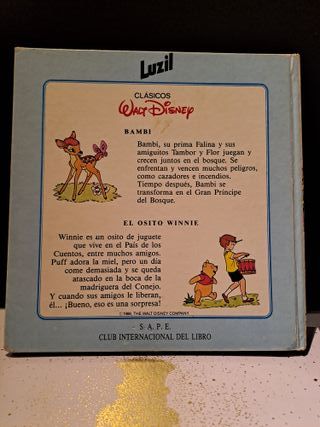 Luzil
CLÁSICOS
WALT DISNEY
BAMBI
Bambi, su prima Falina y sus
amiguitos Tambor y Flor juegan y
crecen juntos en el bosque. Se
enfrentan y vencen muchos peligros,
como cazadores e incendios.
Tiempo después, Bambi se
transforma en el Gran Príncipe
del Bosque.
EL OSITO WINNIE
Winnie es un osito de juguete
que vive en el País de los
Cuentos, entre muchos amigos.
Puff adora la miel, pero un día
come demasiada y se queda
atascado en la boca de la
madriguera del Conejo.
Y cuando sus amigos le liberan,
él... ¡Bueno, eso es una sorpresa!
THE WALT DISNEY COMPANY
S. A. P. E.
CLUB INTERNACIONAL DEL LIBRO